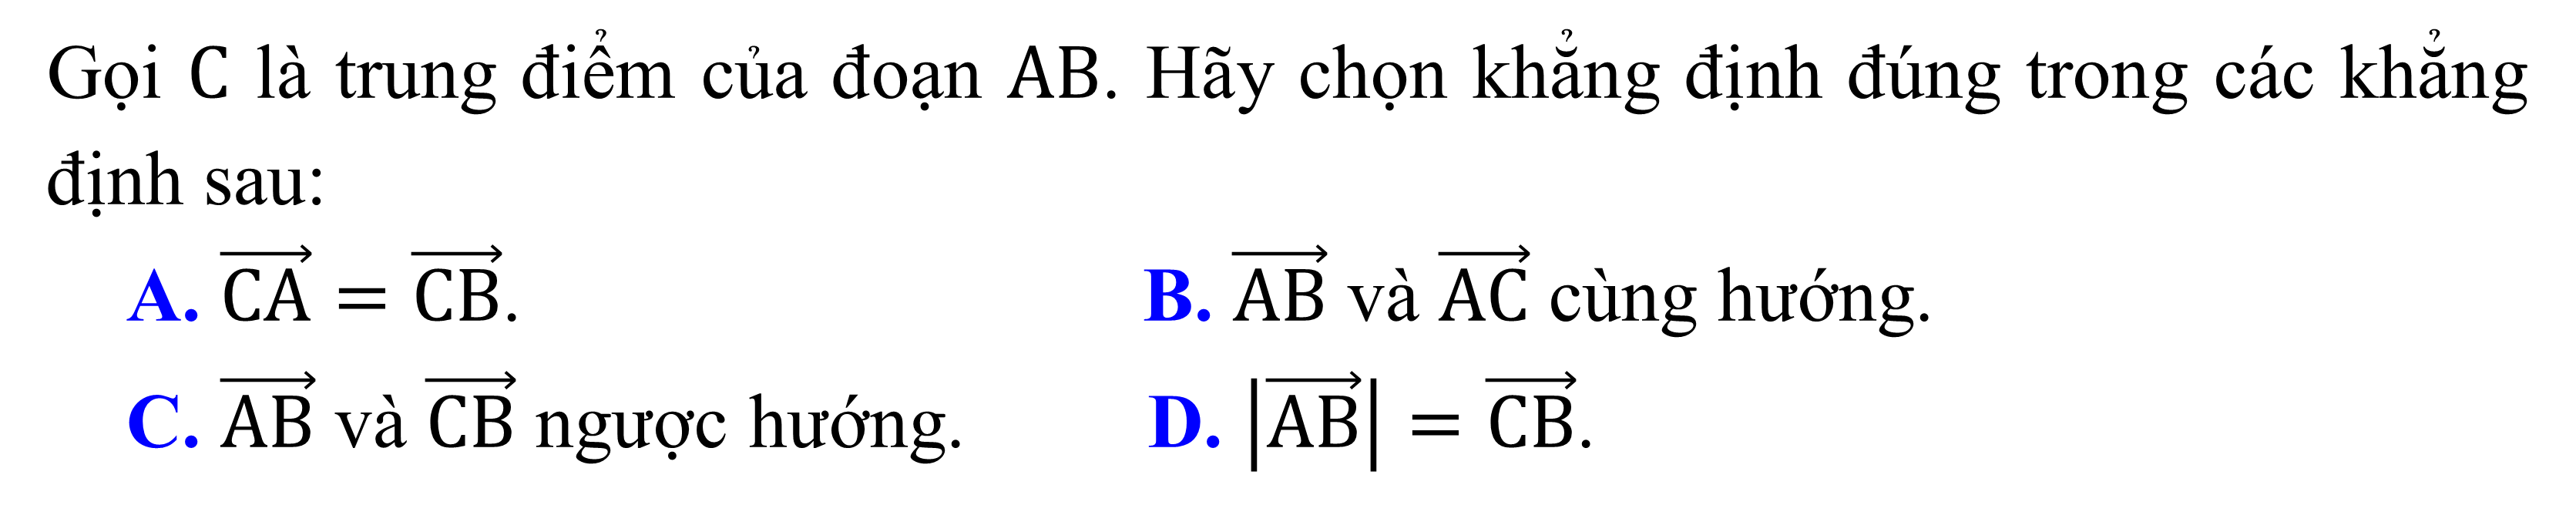 Gọi C là trung điểm của đoạn AB. Hãy chọn khẳng định đúng trong các khẳng
định sau:
A. $\overrightarrow{CA} = \overrightarrow{CB}$. B. $\overrightarrow{AB}$ và $\overrightarrow{AC}$ cùng hướng.
C. $\overrightarrow{AB}$ và $\overrightarrow{CB}$ ngược hướng. D. $|\overrightarrow{AB}| = \overrightarrow{CB}$.